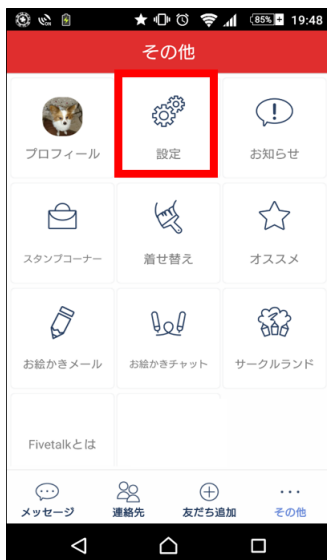 85% 19:48
その他
プロフィール
設定
お知らせ
スタンプコーナー
着せ替え
オススメ
お絵かきメール
お絵かきチャット
サークルランド
Fivetalkとは
メッセージ
連絡先
友だち追加
その他